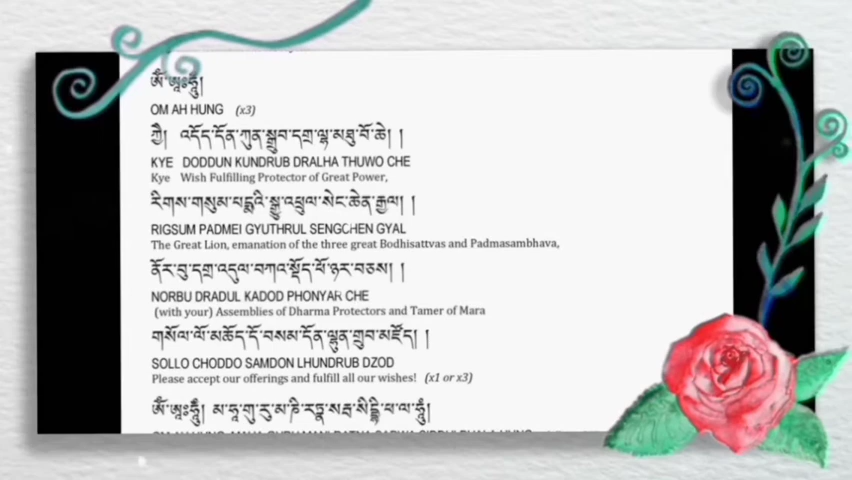 ཨོཾ་ཨཱཿཧཱུྃ།
OM AH HUNG (x3)
ཀྱཻ། འདོད་དོན་ཀུན་སྒྲུབ་དགྲ་ལྷ་མཐུ་བོ་ཆེ། །
KYE DODDUN KUNDRUB DRALHA THUWO CHE
Kye Wish Fulfilling Protector of Great Power,
རིགས་གསུམ་པདྨའི་སྒྱུ་འཕྲུལ་སེང་ཆེན་རྒྱལ། །
RIGSUM PADMEI GYUTHRUL SENGCHEN GYAL
The Great Lion, emanation of the three great Bodhisattvas and Padmasambhava,
ནོར་བུ་དགྲ་འདུལ་བཀའ་སྡོད་ཕོ་ཉར་བཅས། །
NORBU DRADUL KADOD PHONYAR CHE
(with your) Assemblies of Dharma Protectors and Tamer of Mara
གསོལ་ལོ་མཆོད་དོ་བསམ་དོན་ལྷུན་གྲུབ་མཛོད། །
SOLLO CHODDO SAMDON LHUNDRUB DZOD
Please accept our offerings and fulfill all our wishes! (x1 or x3)
ཨོཾ་ཨཱཿཧཱུྃ། མ་ཧཱ་གུ་རུ་མ་ཎི་རཏྣ་སརྦ་སིདྡྷི་ཕ་ལ་ཧཱུྃ།